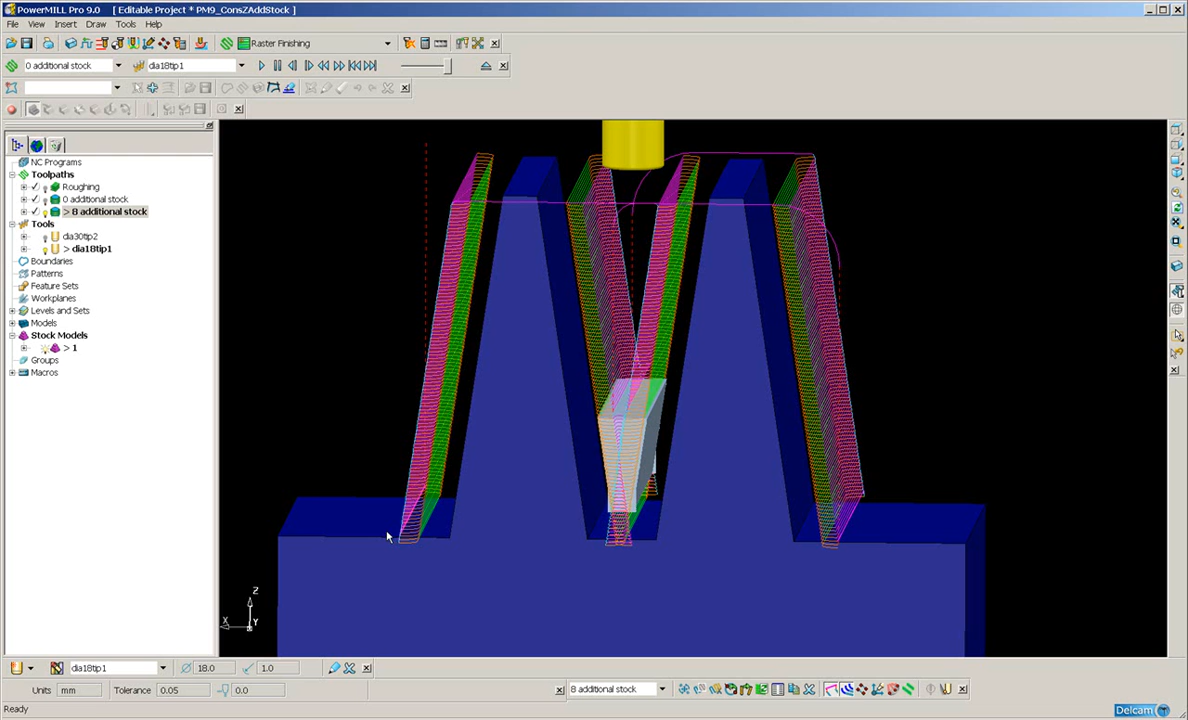 PowerMILL Pro 9.0 [ Editable Project * PM9_ConsZAddStock ]
File View Insert Draw Tools Help
Raster Finishing
0 additional stock dia18tip1
NC Programs
Toolpaths
Roughing
0 additional stock
> 8 additional stock
Tools
dia30tip2
> dia18tip1
Boundaries
Patterns
Feature Sets
Workplanes
Levels and Sets
Models
Stock Models
> 1
Groups
Macros
Z
X
Y
dia18tip1 18.0 1.0
Units mm Tolerance 0.05 0.0 8 additional stock
Ready Delcam